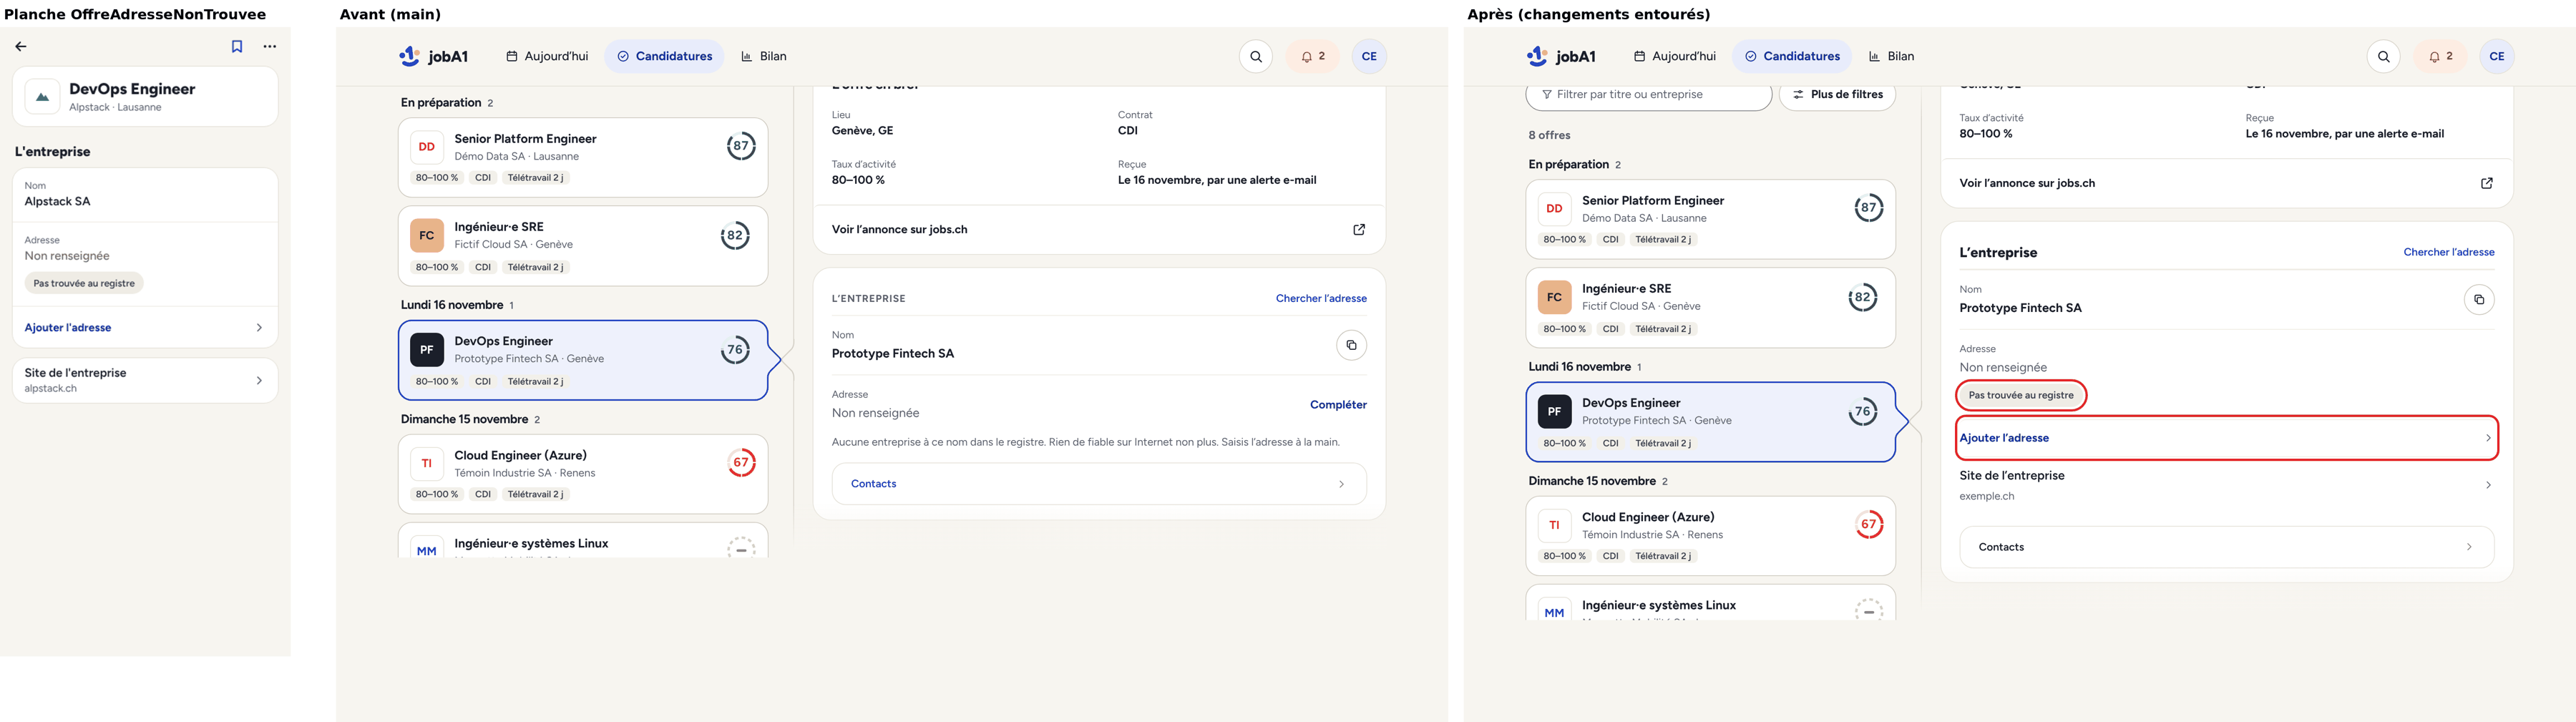 Planche OffreAdresseNonTrouvee
DevOps Engineer
Alpstack · Lausanne
L'entreprise
Nom
Alpstack SA
Adresse
Non renseignée
Pas trouvée au registre
Ajouter l'adresse
Site de l'entreprise
alpstack.ch
Avant (main)
jobA1
Aujourd’hui
Candidatures
Bilan
2
CE
En préparation 2
DD
Senior Platform Engineer
Démo Data SA · Lausanne
87
80–100 % CDI Télétravail 2 j
FC
Ingénieur·e SRE
Fictif Cloud SA · Genève
82
80–100 % CDI Télétravail 2 j
Lundi 16 novembre 1
PF
DevOps Engineer
Prototype Fintech SA · Genève
76
80–100 % CDI Télétravail 2 j
Dimanche 15 novembre 2
TI
Cloud Engineer (Azure)
Témoin Industrie SA · Renens
67
80–100 % CDI Télétravail 2 j
MM
Ingénieur·e systèmes Linux
L’offre en bref
Lieu
Genève, GE
Contrat
CDI
Taux d’activité
80–100 %
Reçue
Le 16 novembre, par une alerte e-mail
Voir l’annonce sur jobs.ch
L’ENTREPRISE
Chercher l’adresse
Nom
Prototype Fintech SA
Adresse
Non renseignée
Compléter
Aucune entreprise à ce nom dans le registre. Rien de fiable sur Internet non plus. Saisis l’adresse à la main.
Contacts
Après (changements entourés)
jobA1
Aujourd’hui
Candidatures
Bilan
2
CE
Filtrer par titre ou entreprise
Plus de filtres
8 offres
En préparation 2
DD
Senior Platform Engineer
Démo Data SA · Lausanne
87
80–100 % CDI Télétravail 2 j
FC
Ingénieur·e SRE
Fictif Cloud SA · Genève
82
80–100 % CDI Télétravail 2 j
Lundi 16 novembre 1
PF
DevOps Engineer
Prototype Fintech SA · Genève
76
80–100 % CDI Télétravail 2 j
Dimanche 15 novembre 2
TI
Cloud Engineer (Azure)
Témoin Industrie SA · Renens
67
80–100 % CDI Télétravail 2 j
MM
Ingénieur·e systèmes Linux
Genève, GE
CDI
Taux d’activité
80–100 %
Reçue
Le 16 novembre, par une alerte e-mail
Voir l’annonce sur jobs.ch
L’entreprise
Chercher l’adresse
Nom
Prototype Fintech SA
Adresse
Non renseignée
Pas trouvée au registre
Ajouter l’adresse
Site de l’entreprise
exemple.ch
Contacts